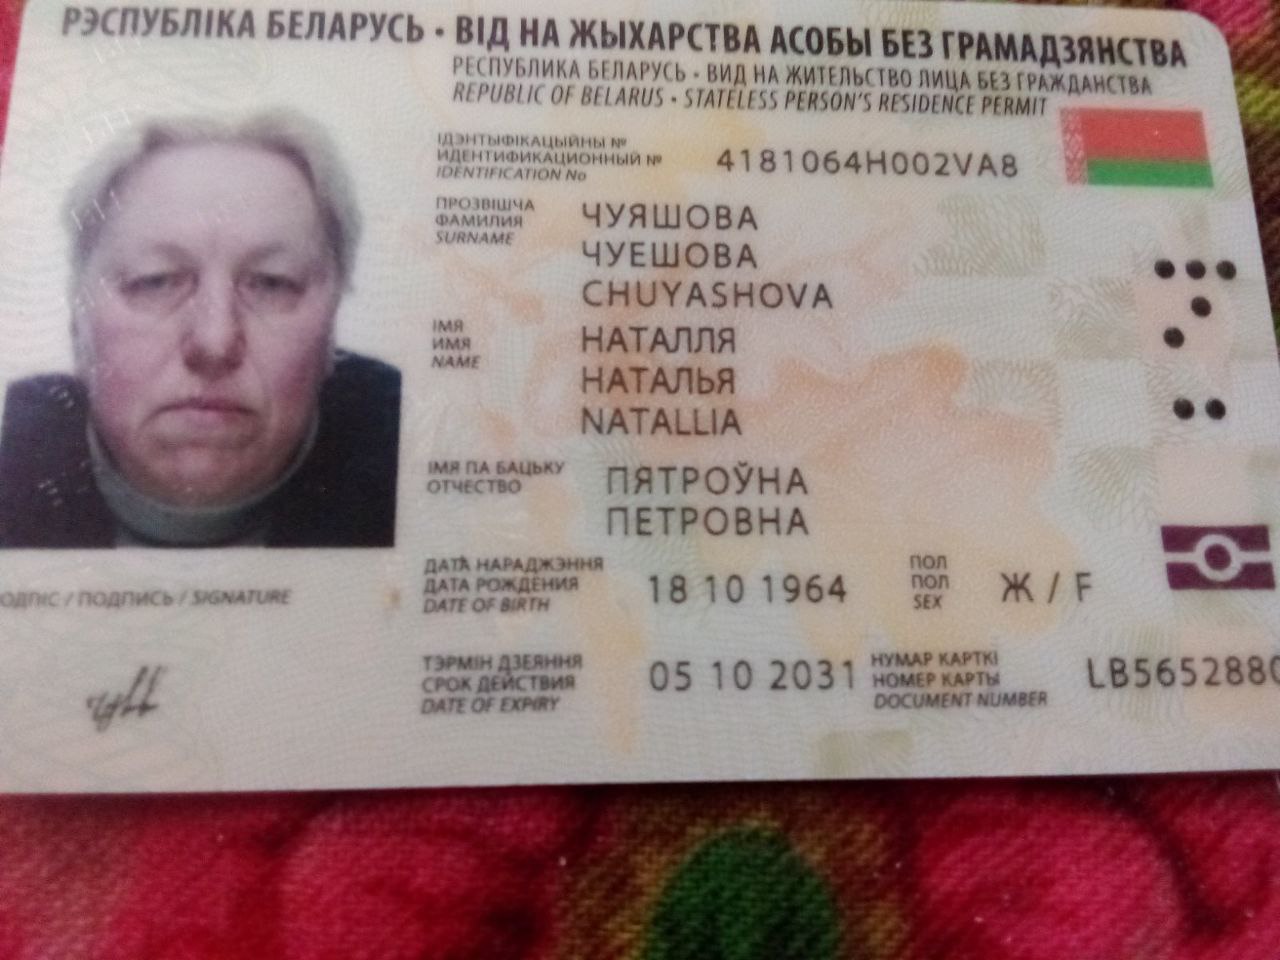 РЭСПУБЛІКА БЕЛАРУСЬ • ВІД НА ЖЫХАРСТВА АСОБЫ БЕЗ ГРАМАДЗЯНСТВА
РЕСПУБЛИКА БЕЛАРУСЬ • ВИД НА ЖИТЕЛЬСТВО ЛИЦА БЕЗ ГРАЖДАНСТВА
REPUBLIC OF BELARUS • STATELESS PERSON'S RESIDENCE PERMIT
ІДЭНТЫФІКАЦЫЙНЫ №
ИДЕНТИФИКАЦИОННЫЙ №
IDENTIFICATION No
4181064H002VA8
ПРОЗВІШЧА
ФАМИЛИЯ
SURNAME
ЧУЯШОВА
ЧУЕШОВА
CHUYASHOVA
ІМЯ
ИМЯ
NAME
НАТАЛЛЯ
НАТАЛЬЯ
NATALLIA
ІМЯ ПА БАЦЬКУ
ОТЧЕСТВО
ПЯТРОЎНА
ПЕТРОВНА
ДАТА НАРАДЖЭННЯ
ДАТА РОЖДЕНИЯ
DATE OF BIRTH
18 10 1964
ПОЛ
ПОЛ
SEX
Ж / F
ОДПІС / ПОДПИСЬ / SIGNATURE
ТЭРМІН ДЗЕЯННЯ
СРОК ДЕЙСТВИЯ
DATE OF EXPIRY
05 10 2031
НУМАР КАРТКІ
НОМЕР КАРТЫ
DOCUMENT NUMBER
LB5652880